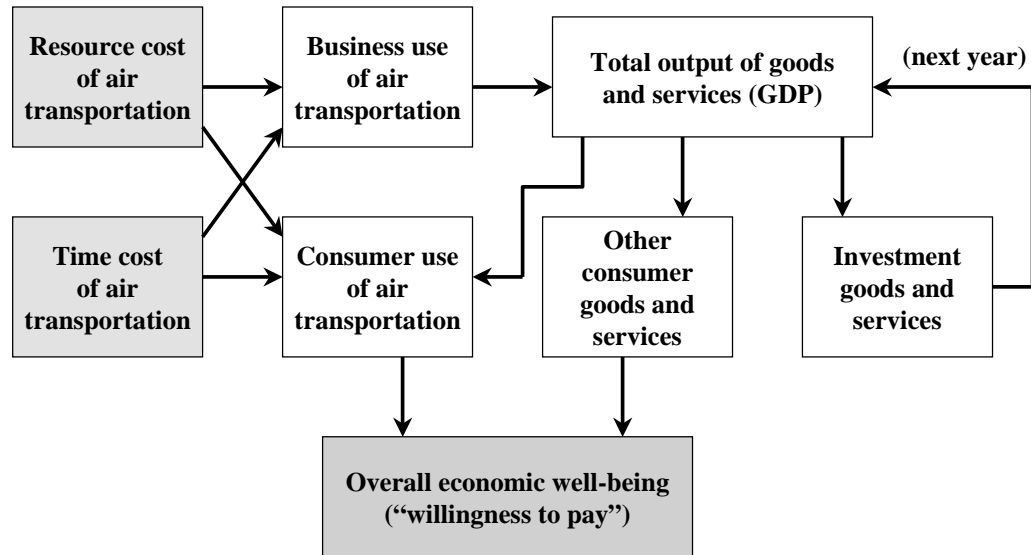 Resource cost
of air
transportation
Business use
of air
transportation
Total output of goods
and services (GDP)
(next year)
Time cost
of air
transportation
Consumer use
of air
transportation
Other
consumer
goods and
services
Investment
goods and
services
Overall economic well-being
(“willingness to pay”)